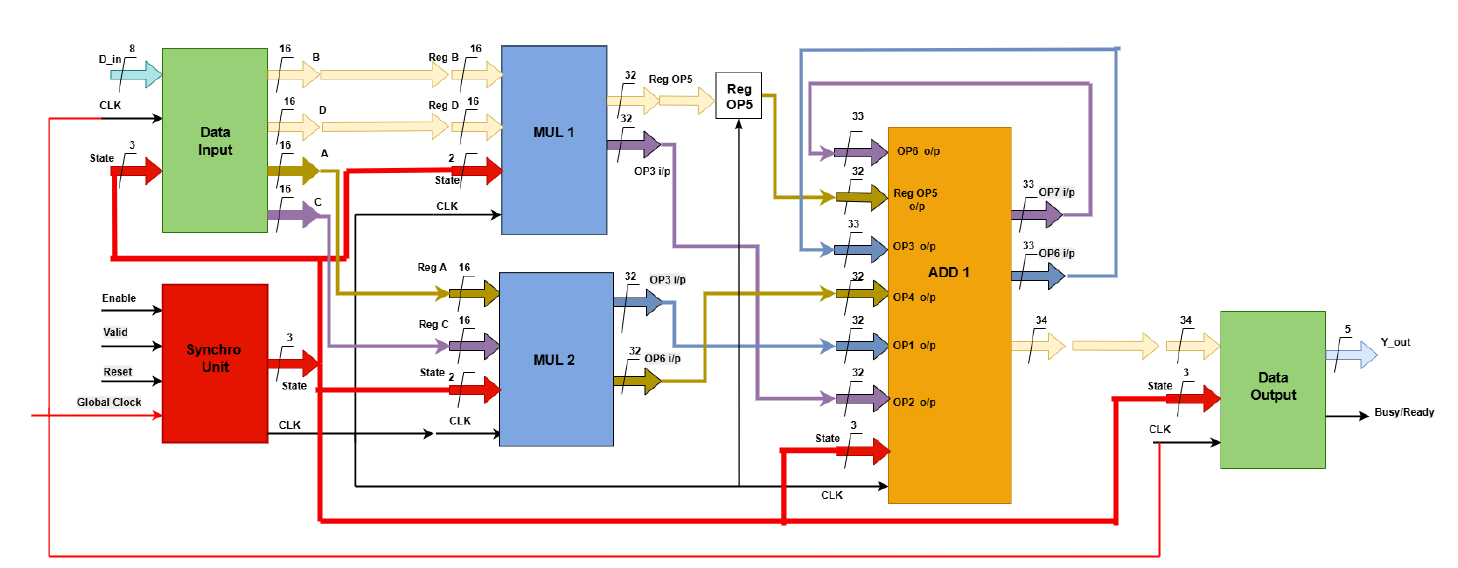 D_in
8
CLK
State
3
Data
Input
16
B
16
D
16
A
16
C
Reg B
16
Reg D
16
2
State
CLK
MUL 1
32
Reg OP5
32
OP3 i/p
Reg
OP5
Enable
Valid
Reset
Global Clock
Synchro
Unit
3
State
CLK
Reg A
16
Reg C
16
State
2
CLK
MUL 2
32
OP3 i/p
32
OP6 i/p
33
OP6 o/p
32
Reg OP5
o/p
33
OP3 o/p
32
OP4 o/p
32
OP1 o/p
32
OP2 o/p
State
3
CLK
ADD 1
33
OP7 i/p
33
OP6 i/p
34
34
State
3
CLK
Data
Output
5
Y_out
Busy/Ready